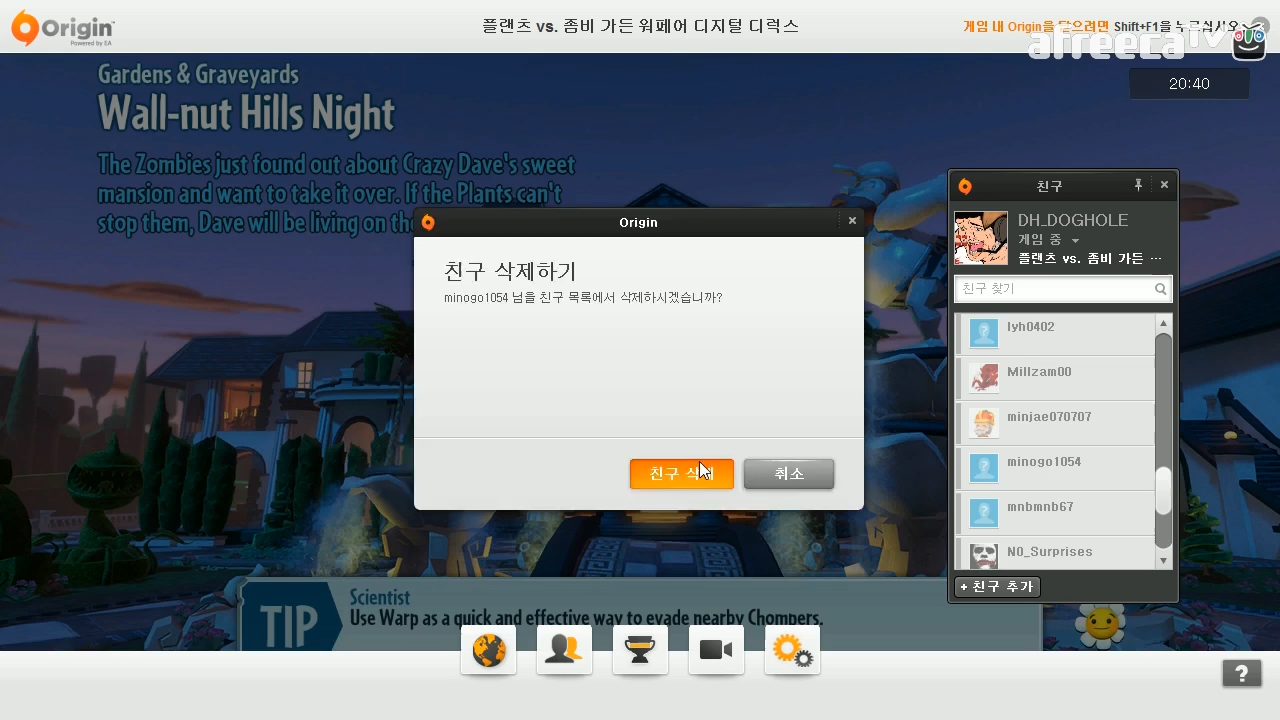 Origin
Powered by EA
플랜츠 vs. 좀비 가든 워페어 디지털 디럭스
게임 내 Origin을 닫으려면 Shift+F1을 누르십시오
afreecaTV
20:40
Gardens & Graveyards
Wall-nut Hills Night
The Zombies just found out about Crazy Dave's sweet
mansion and want to take it over. If the Plants can't
stop them, Dave will be living on the
Origin
친구 삭제하기
minogo1054 님을 친구 목록에서 삭제하시겠습니까?
친구 삭제
취소
친구
DH_DOGHOLE
게임 중
플랜츠 vs. 좀비 가든 ...
친구 찾기
lyh0402
Millzam00
minjae070707
minogo1054
mnbmnb67
N0_Surprises
+ 친구 추가
TIP
Scientist
Use Warp as a quick and effective way to evade nearby Chompers.
?